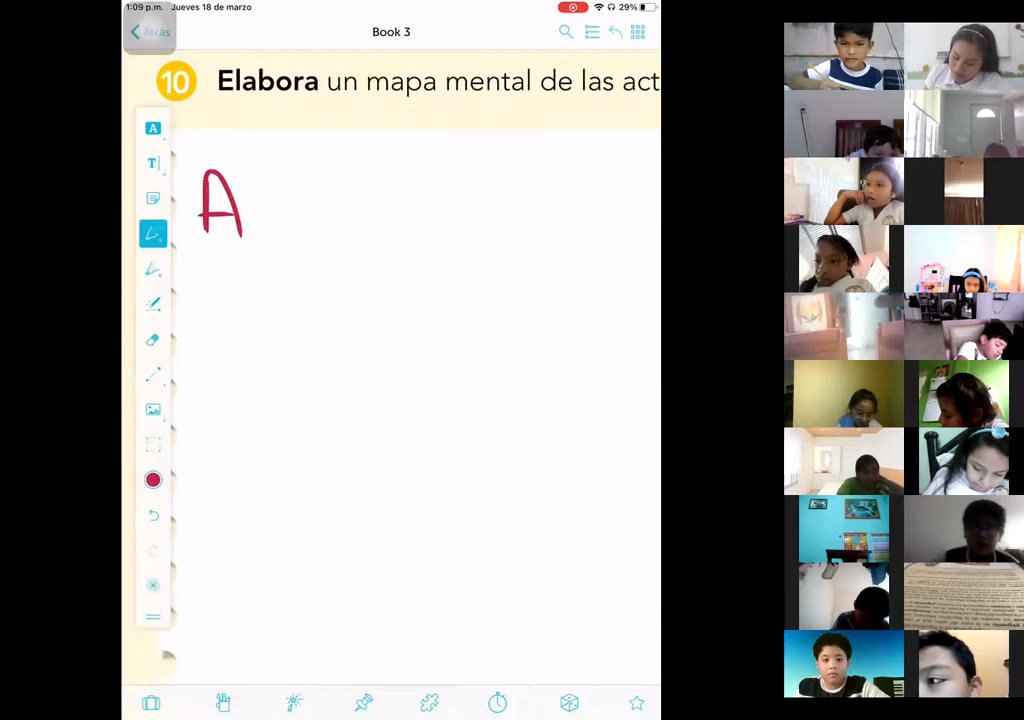 1:09 p.m. Jueves 18 de marzo
29%
Atrás
Book 3
10 Elabora un mapa mental de las act
A
T
A